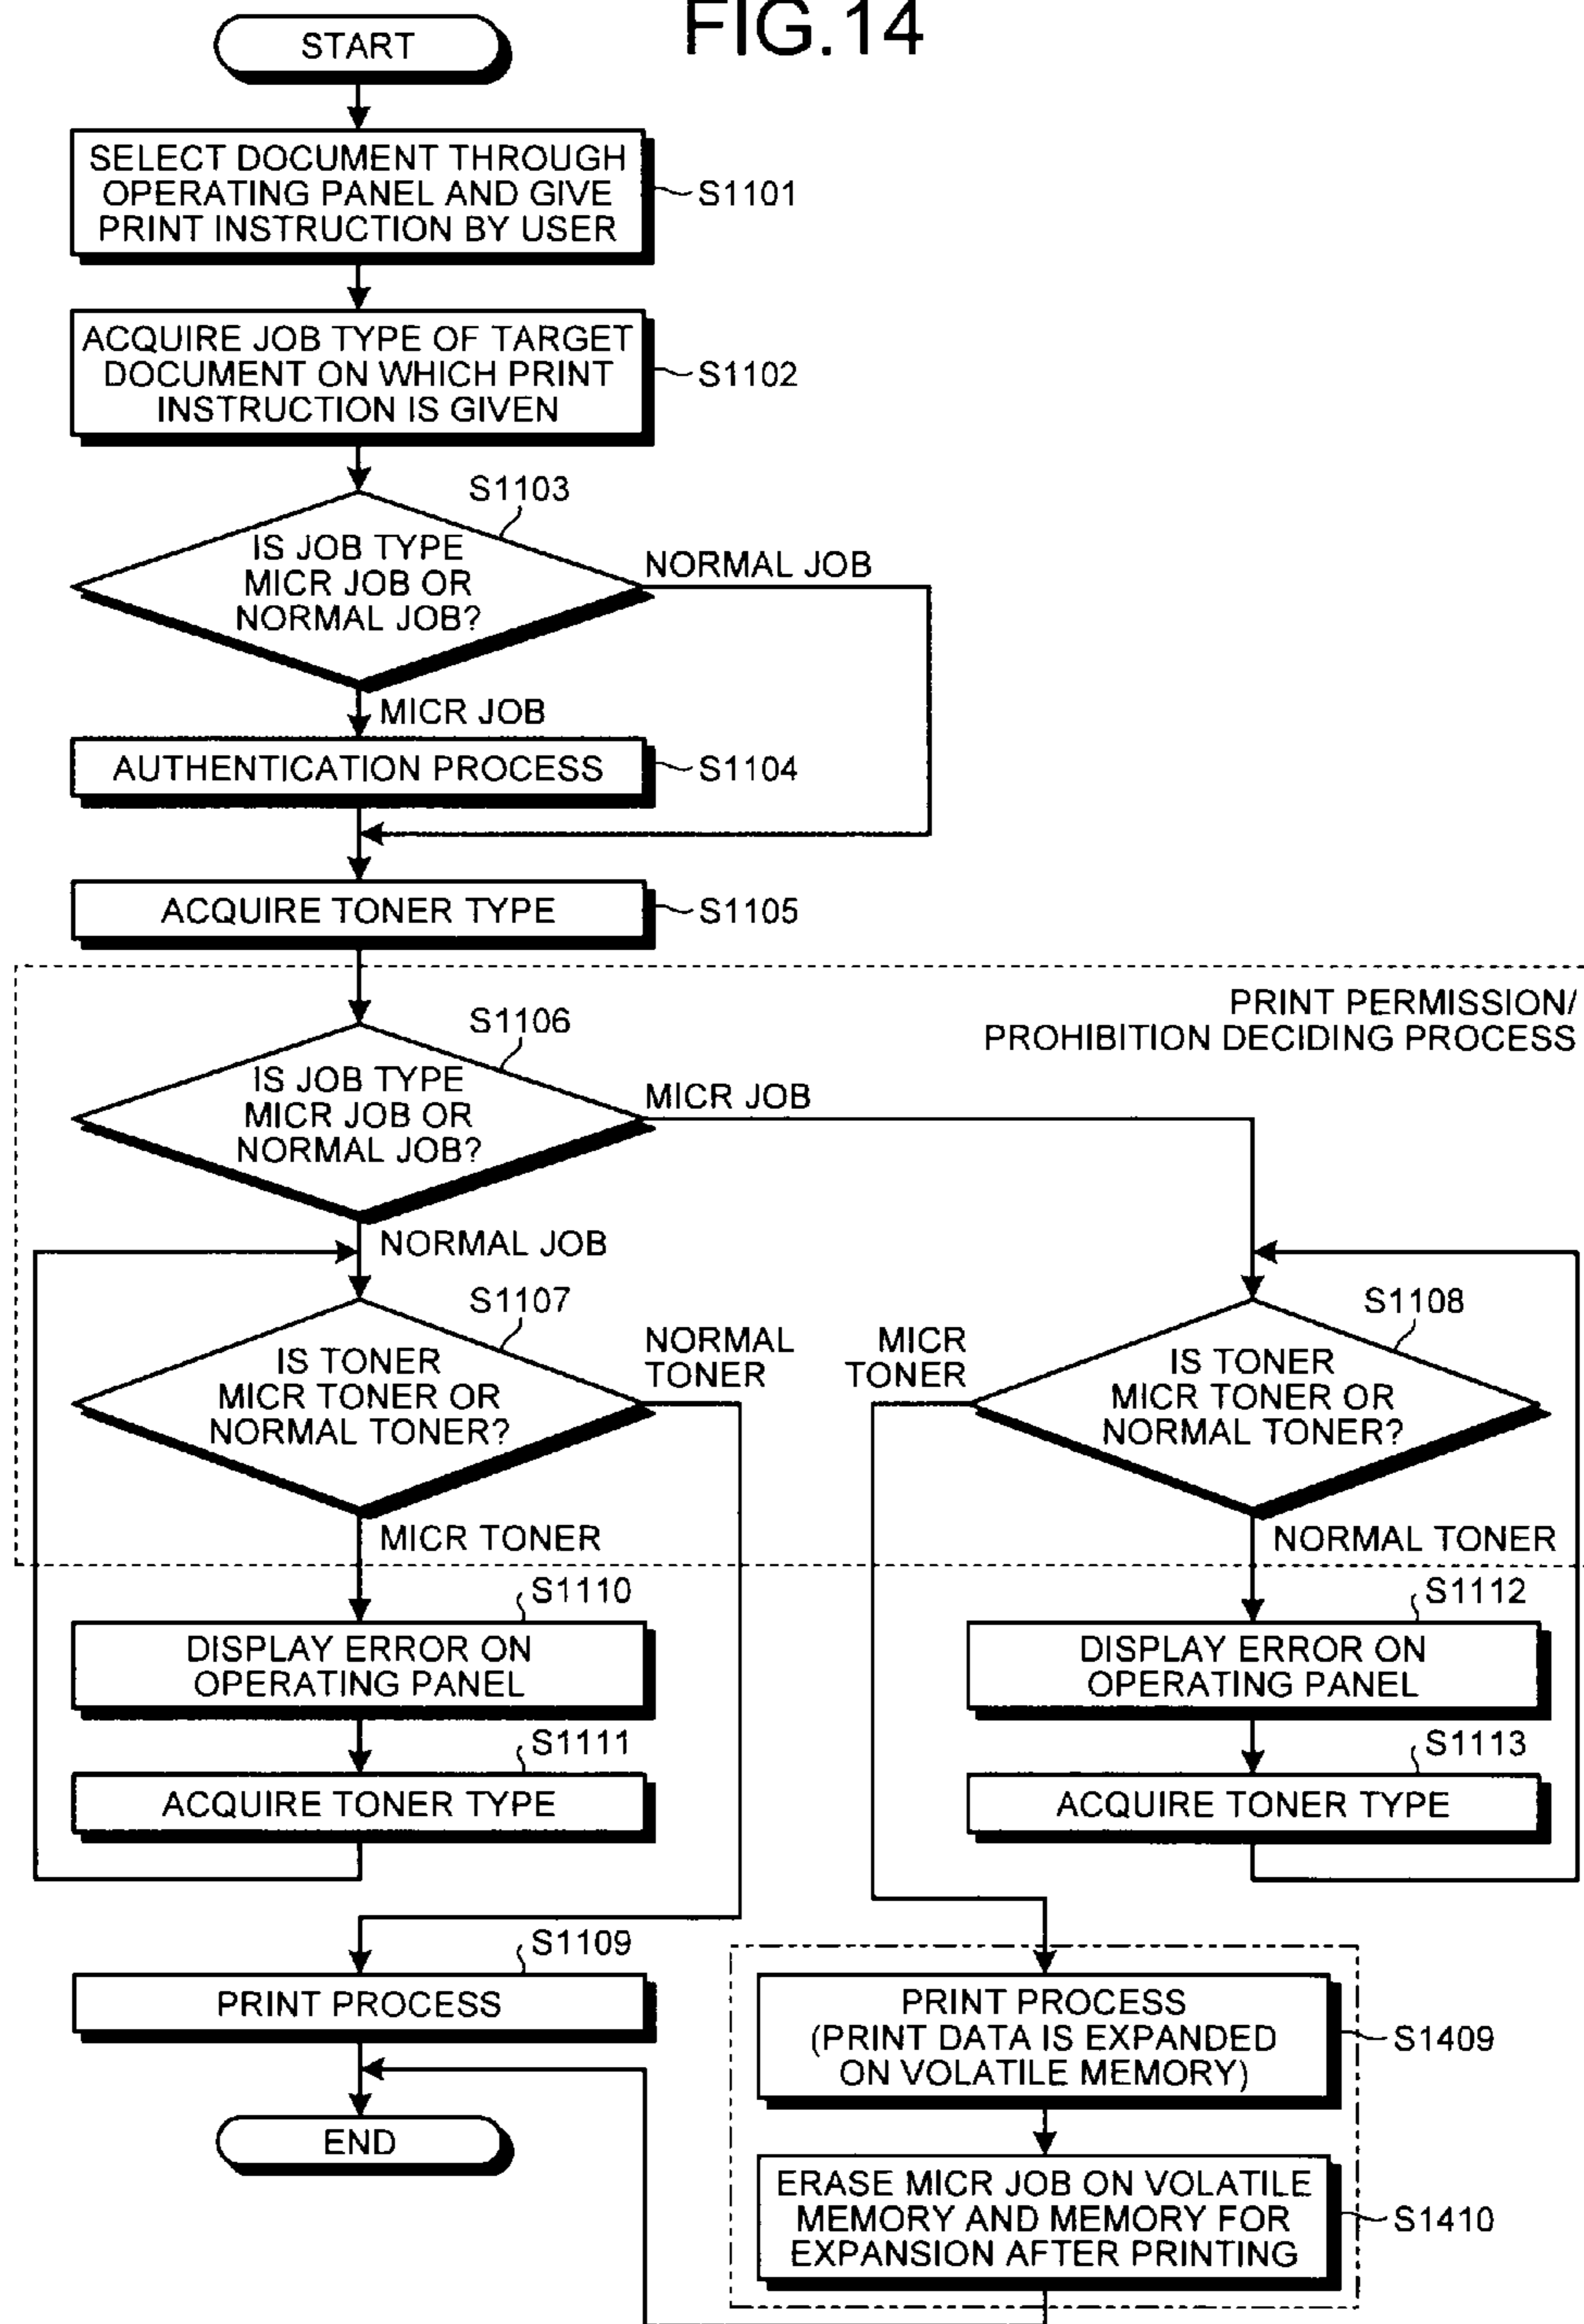 FIG.14
START
SELECT DOCUMENT THROUGH
OPERATING PANEL AND GIVE
PRINT INSTRUCTION BY USER
S1101
ACQUIRE JOB TYPE OF TARGET
DOCUMENT ON WHICH PRINT
INSTRUCTION IS GIVEN
S1102
S1103
IS JOB TYPE
MICR JOB OR
NORMAL JOB?
NORMAL JOB
MICR JOB
AUTHENTICATION PROCESS
S1104
ACQUIRE TONER TYPE
S1105
PRINT PERMISSION/
PROHIBITION DECIDING PROCESS
S1106
IS JOB TYPE
MICR JOB OR
NORMAL JOB?
MICR JOB
NORMAL JOB
S1107
IS TONER
MICR TONER OR
NORMAL TONER?
NORMAL
TONER
MICR TONER
S1108
MICR
TONER
IS TONER
MICR TONER OR
NORMAL TONER?
NORMAL TONER
S1110
DISPLAY ERROR ON
OPERATING PANEL
S1111
ACQUIRE TONER TYPE
S1112
DISPLAY ERROR ON
OPERATING PANEL
S1113
ACQUIRE TONER TYPE
S1109
PRINT PROCESS
END
PRINT PROCESS
(PRINT DATA IS EXPANDED
ON VOLATILE MEMORY)
S1409
ERASE MICR JOB ON VOLATILE
MEMORY AND MEMORY FOR
EXPANSION AFTER PRINTING
S1410